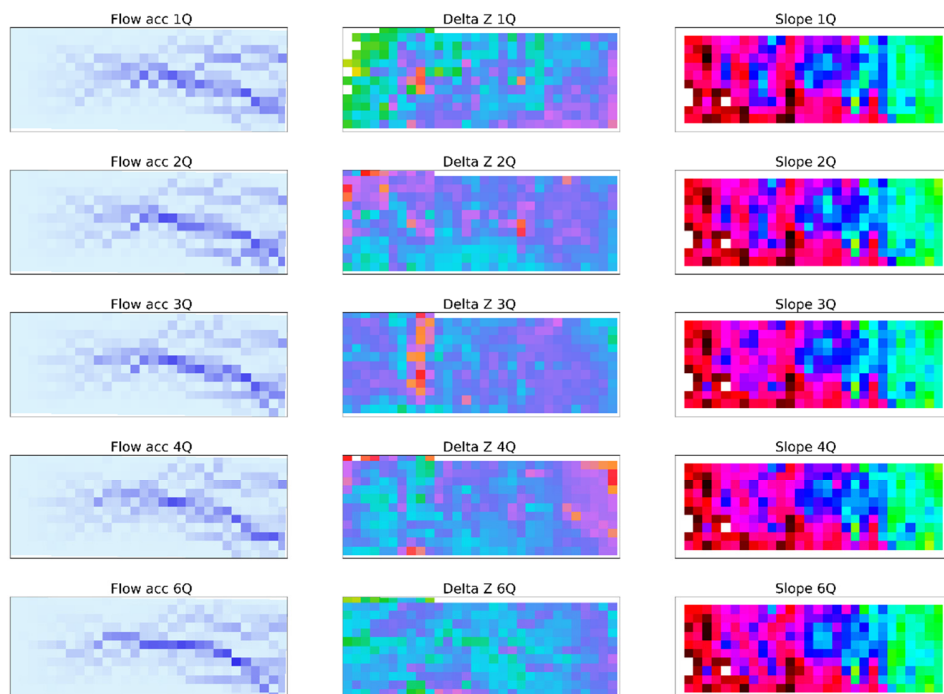 Flow acc 1Q Delta Z 1Q Slope 1Q
Flow acc 2Q Delta Z 2Q Slope 2Q
Flow acc 3Q Delta Z 3Q Slope 3Q
Flow acc 4Q Delta Z 4Q Slope 4Q
Flow acc 6Q Delta Z 6Q Slope 6Q